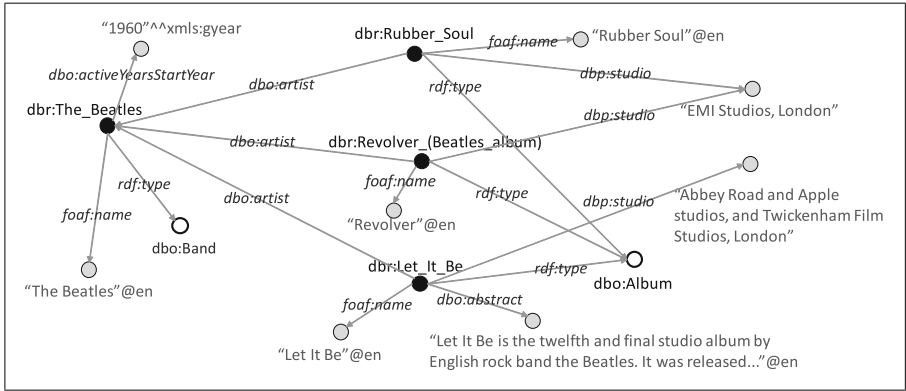 “1960”^^xmls:gyear
dbr:Rubber_Soul
foaf:name
“Rubber Soul”@en
dbo:activeYearsStartYear
dbp:studio
dbo:artist
rdf:type
dbr:The_Beatles
“EMI Studios, London”
dbp:studio
dbo:artist
dbr:Revolver_(Beatles_album)
foaf:name
rdf:type
rdf:type
dbo:artist
dbp:studio
“Abbey Road and Apple
studios, and Twickenham Film
Studios, London”
foaf:name
“Revolver”@en
dbo:Band
dbr:Let_It_Be
rdf:type
dbo:Album
“The Beatles”@en
foaf:name
dbo:abstract
“Let It Be”@en
“Let It Be is the twelfth and final studio album by
English rock band the Beatles. It was released...”@en